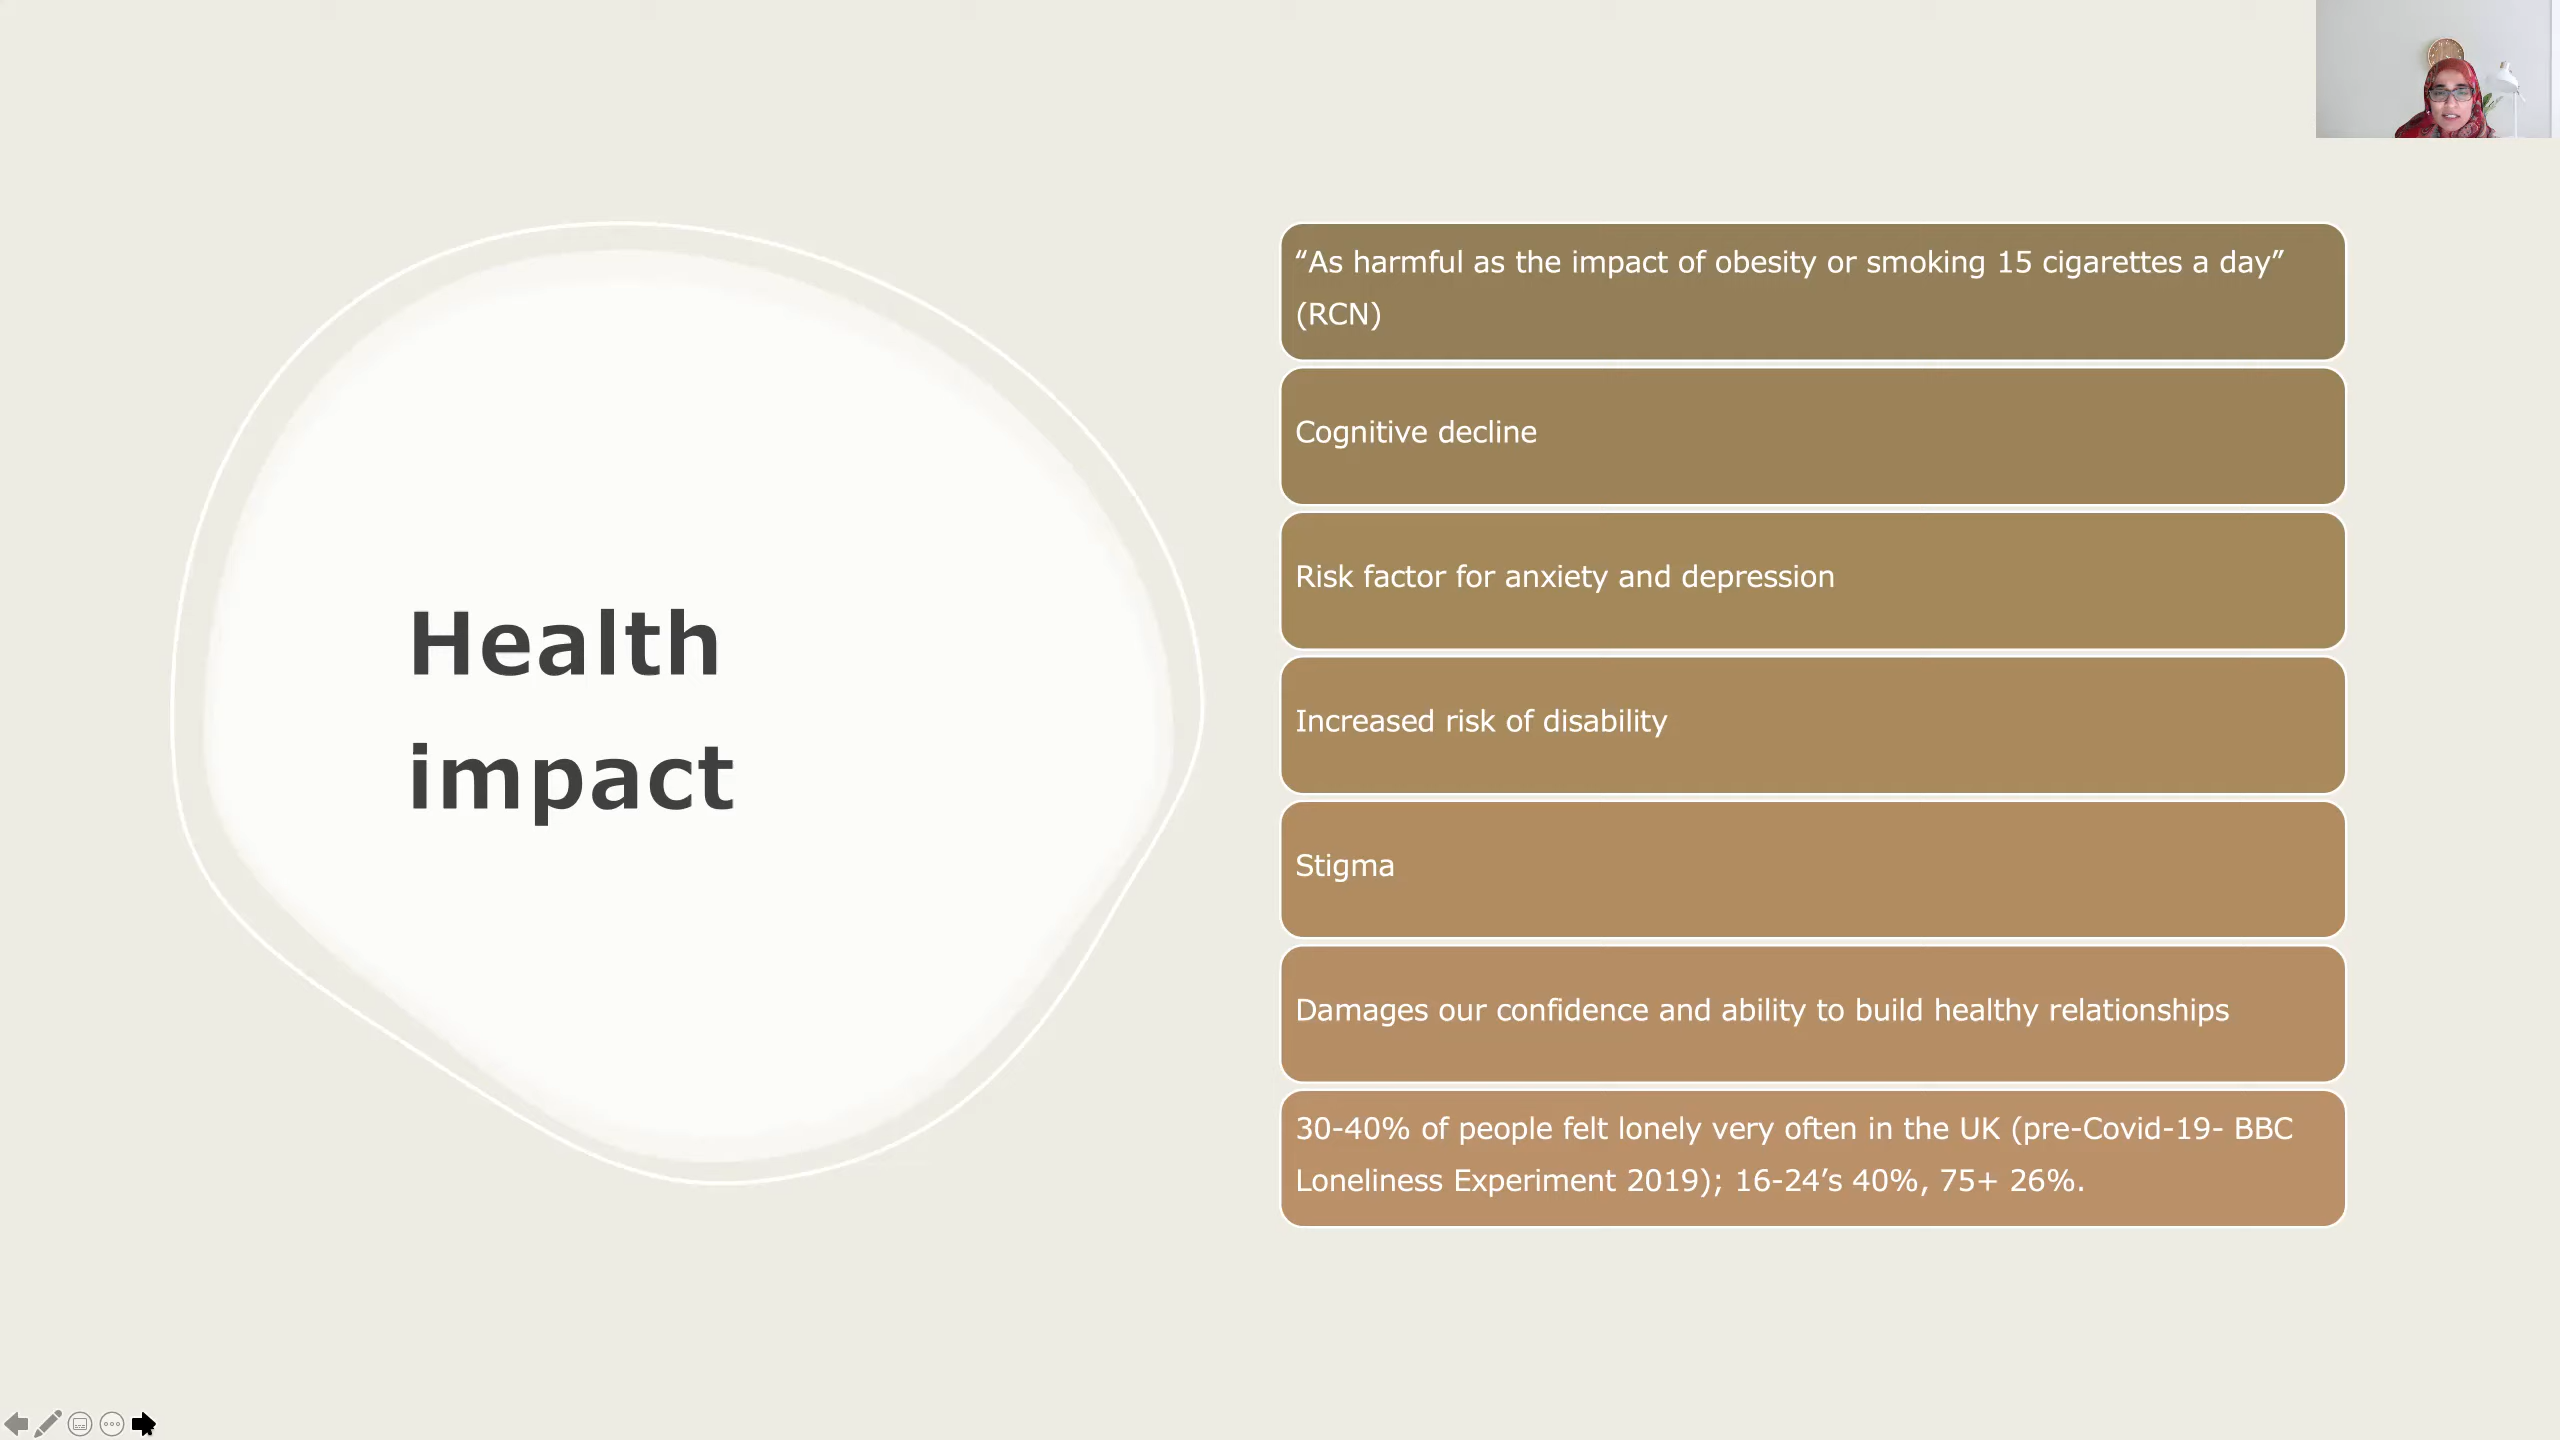 Health
impact
“As harmful as the impact of obesity or smoking 15 cigarettes a day”
(RCN)
Cognitive decline
Risk factor for anxiety and depression
Increased risk of disability
Stigma
Damages our confidence and ability to build healthy relationships
30-40% of people felt lonely very often in the UK (pre-Covid-19- BBC
Loneliness Experiment 2019); 16-24’s 40%, 75+ 26%.